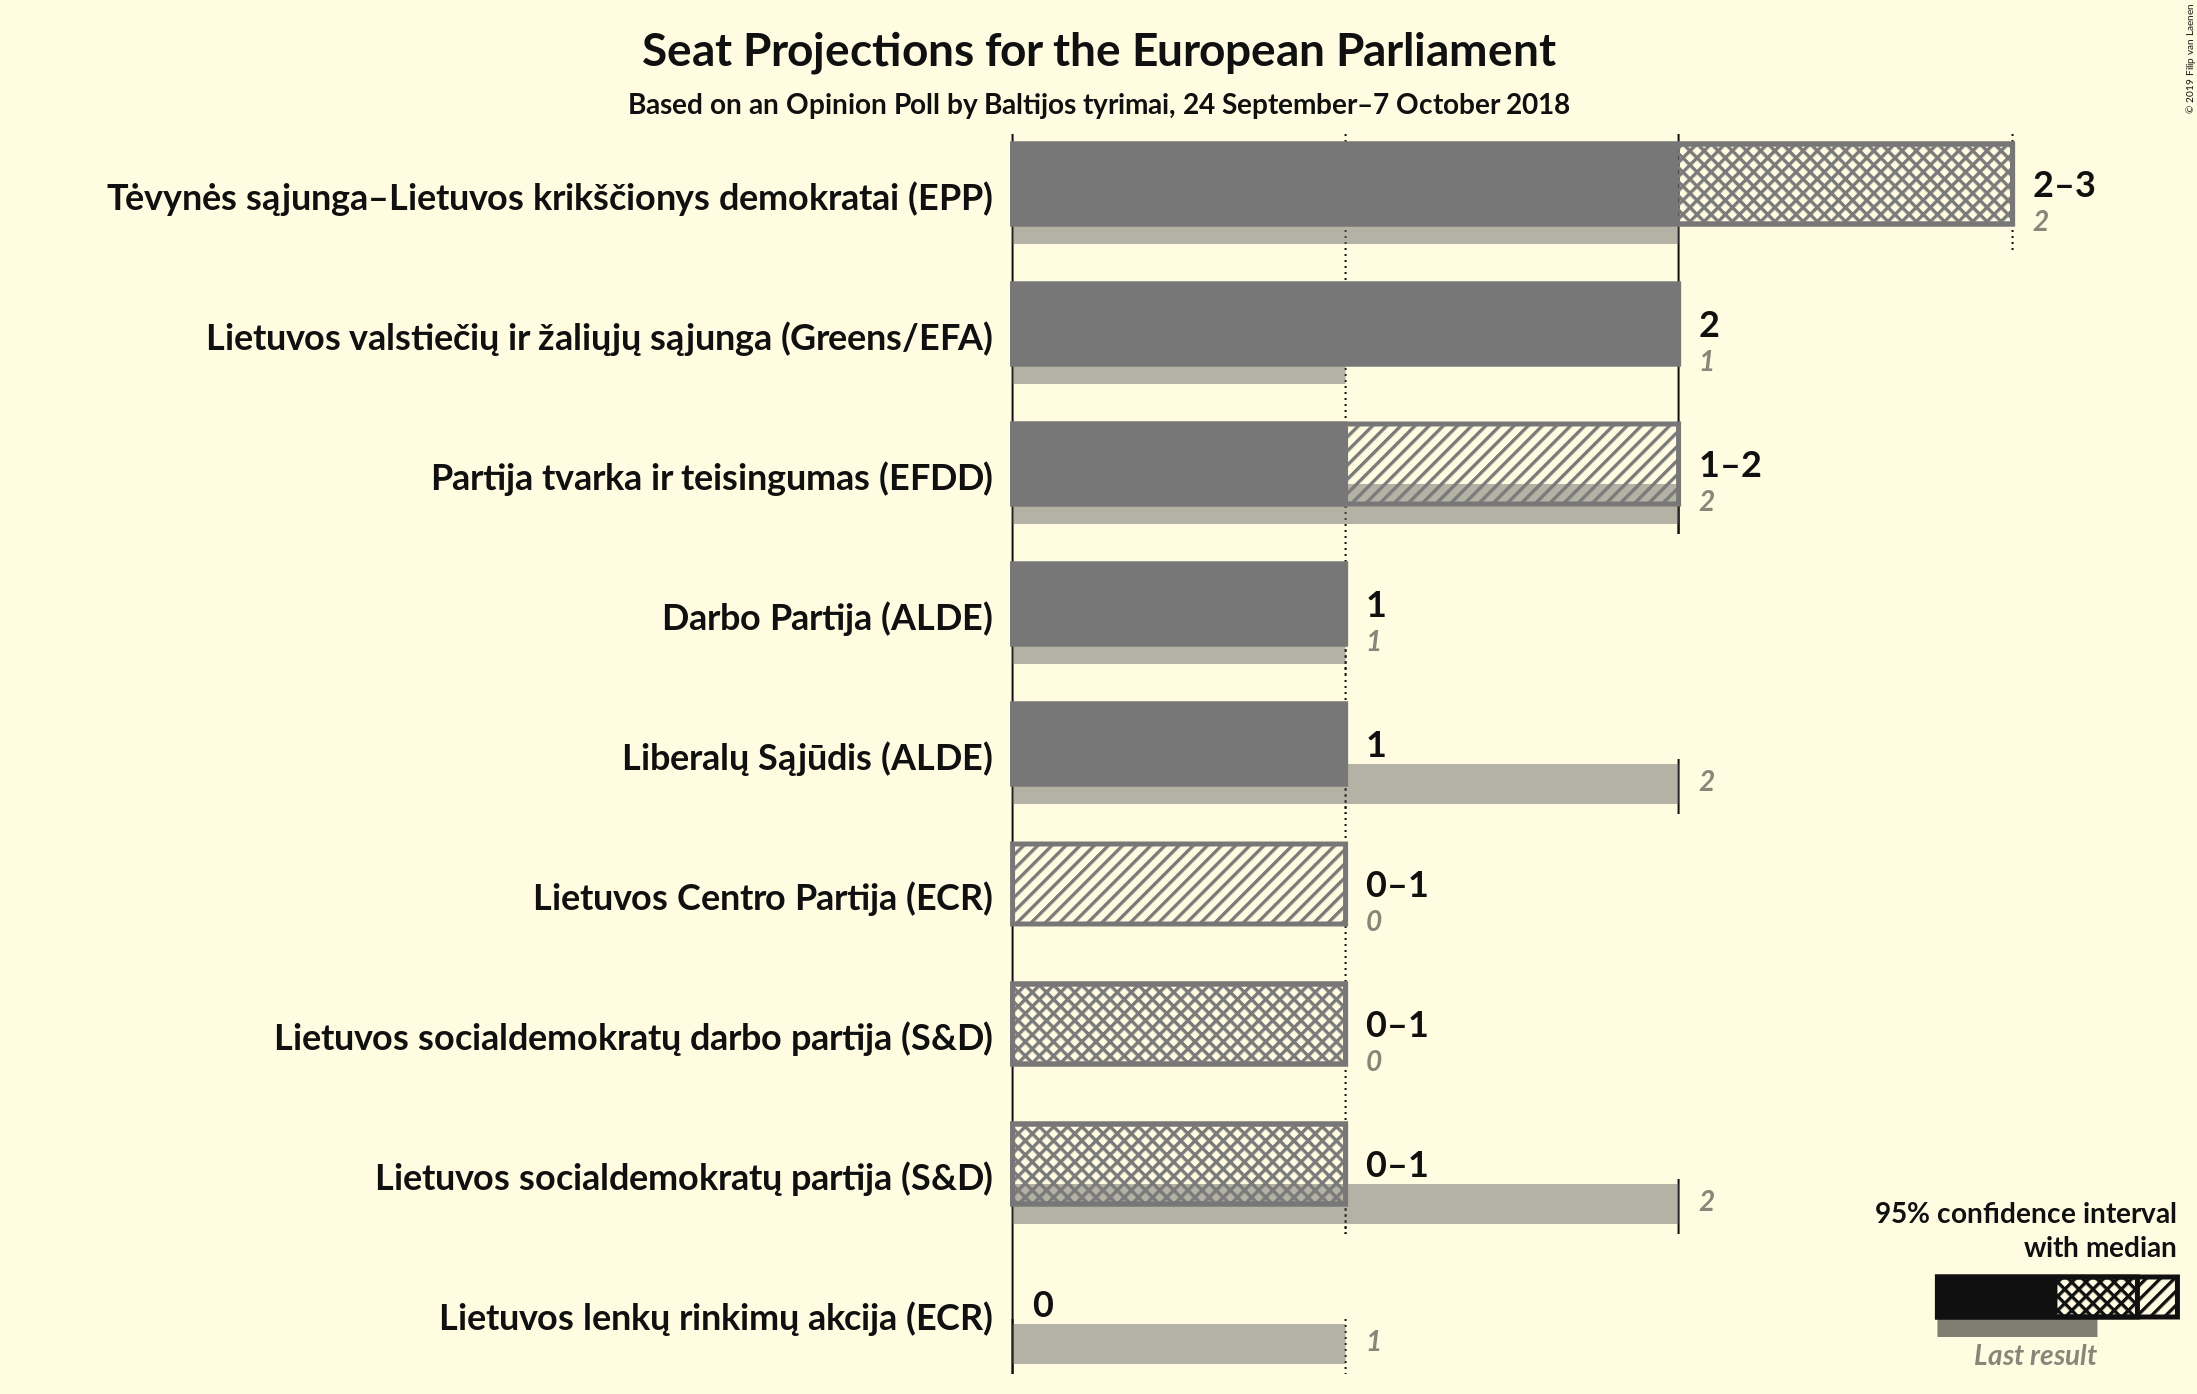 Seat Projections for the European Parliament
Based on an Opinion Poll by Baltijos tyrimai, 24 September–7 October 2018
© 2019 Filip van Laenen
Tėvynės sąjunga–Lietuvos krikščionys demokratai (EPP)
2–3
2
Lietuvos valstiečių ir žaliųjų sąjunga (Greens/EFA)
2
1
Partija tvarka ir teisingumas (EFDD)
1–2
2
Darbo Partija (ALDE)
1
1
Liberalų Sąjūdis (ALDE)
1
2
Lietuvos Centro Partija (ECR)
0–1
0
Lietuvos socialdemokratų darbo partija (S&D)
0–1
0
Lietuvos socialdemokratų partija (S&D)
0–1
2
Lietuvos lenkų rinkimų akcija (ECR)
0
1
95% confidence interval
with median
Last result